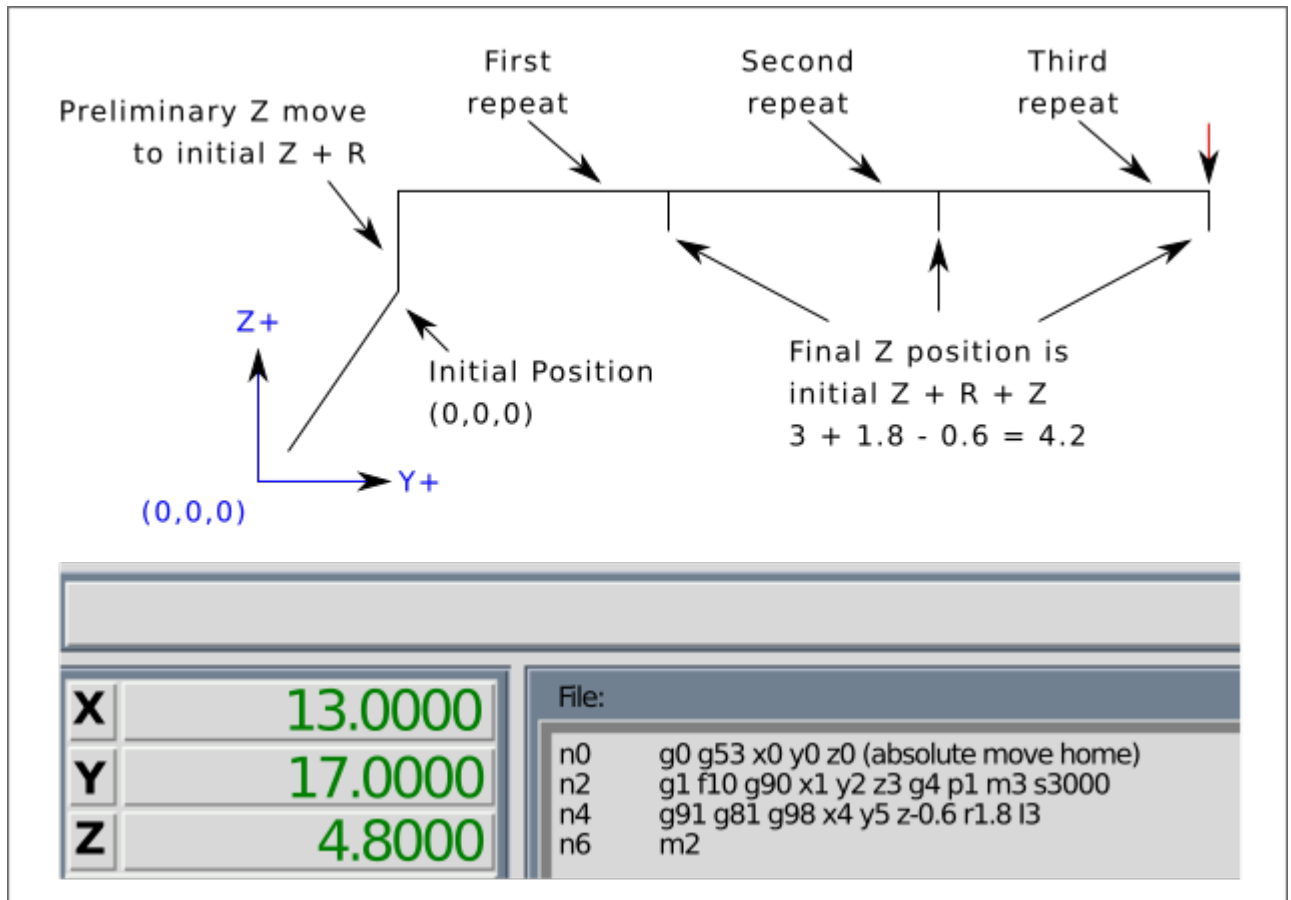 First
repeat
Second
repeat
Third
repeat
Preliminary Z move
to initial Z + R
Z+
Initial Position
(0,0,0)
Final Z position is
initial Z + R + Z
3 + 1.8 - 0.6 = 4.2
Y+
(0,0,0)
X 13.0000
Y 17.0000
Z 4.8000
File:
n0 g0 g53 x0 y0 z0 (absolute move home)
n2 g1 f10 g90 x1 y2 z3 g4 p1 m3 s3000
n4 g91 g81 g98 x4 y5 z-0.6 r1.8 l3
n6 m2